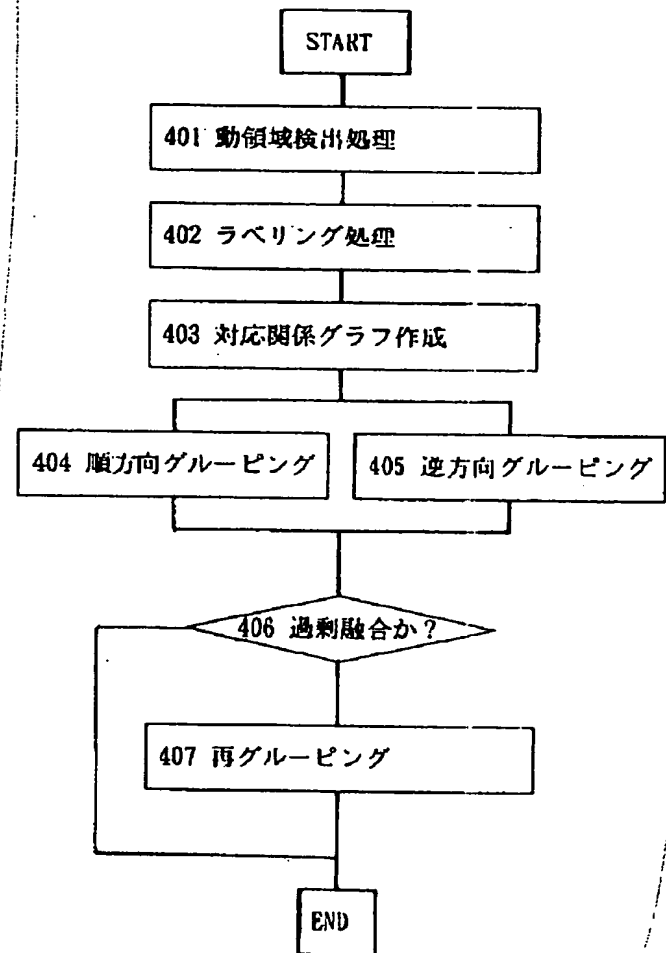 START
401 動領域検出処理
402 ラベリング処理
403 対応関係グラフ作成
404 順方向グルーピング
405 逆方向グルーピング
406 過剰融合か?
407 再グルーピング
END